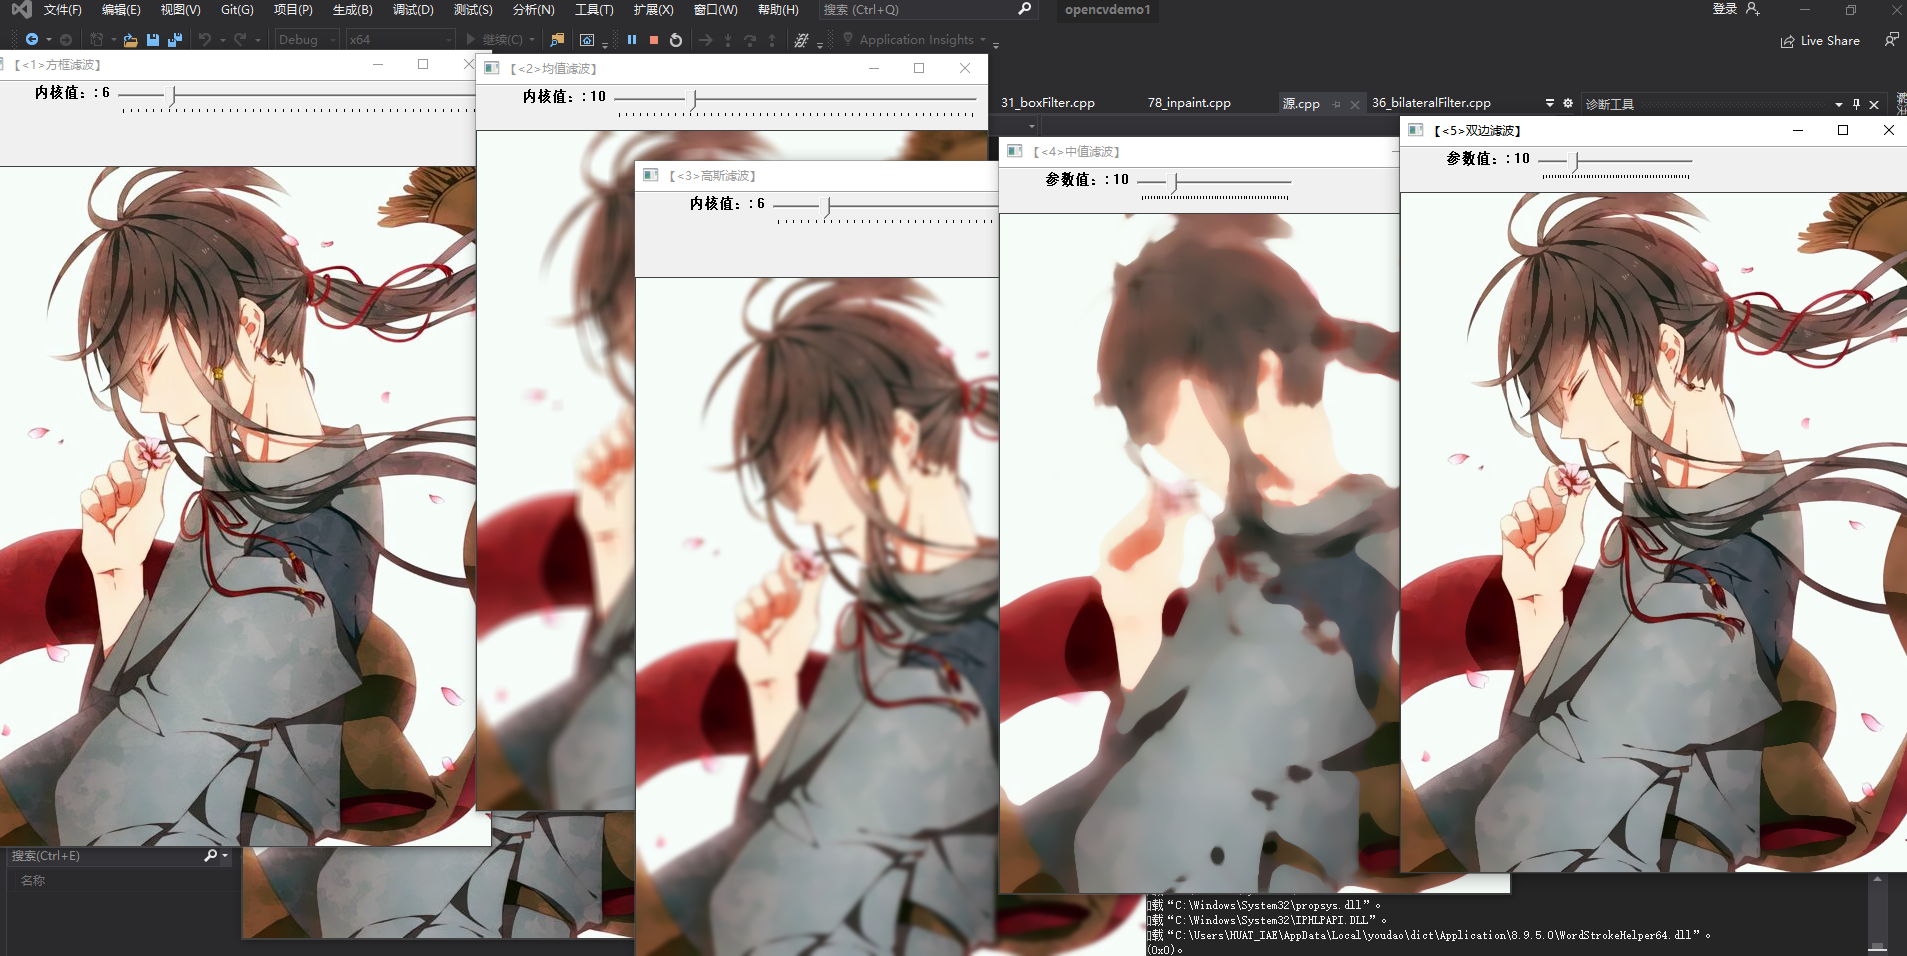 文件(F) 编辑(E) 视图(V) Git(G) 项目(P) 生成(B) 调试(D) 测试(S) 分析(N) 工具(T) 扩展(X) 窗口(W) 帮助(H) 搜索 (Ctrl+Q) opencvdemo1 登录
Debug x64 继续(C) Application Insights Live Share
【<1>方框滤波】
内核值: :6
【<2>均值滤波】
内核值: :10
31_boxFilter.cpp 78_inpaint.cpp 源.cpp 36_bilateralFilter.cpp 诊断工具
【<3>高斯滤波】
内核值: :6
【<4>中值滤波】
参数值: :10
【<5>双边滤波】
参数值: :10
搜索(Ctrl+E)
名称
加载“C:\Windows\System32\propsys.dll”。
加载“C:\Windows\System32\IPHLPAPI.DLL”。
加载“C:\Users\HUAT_IAE\AppData\Local\youdao\dict\Application\8.9.5.0\WordStrokeHelper64.dll”。
(0x0)。